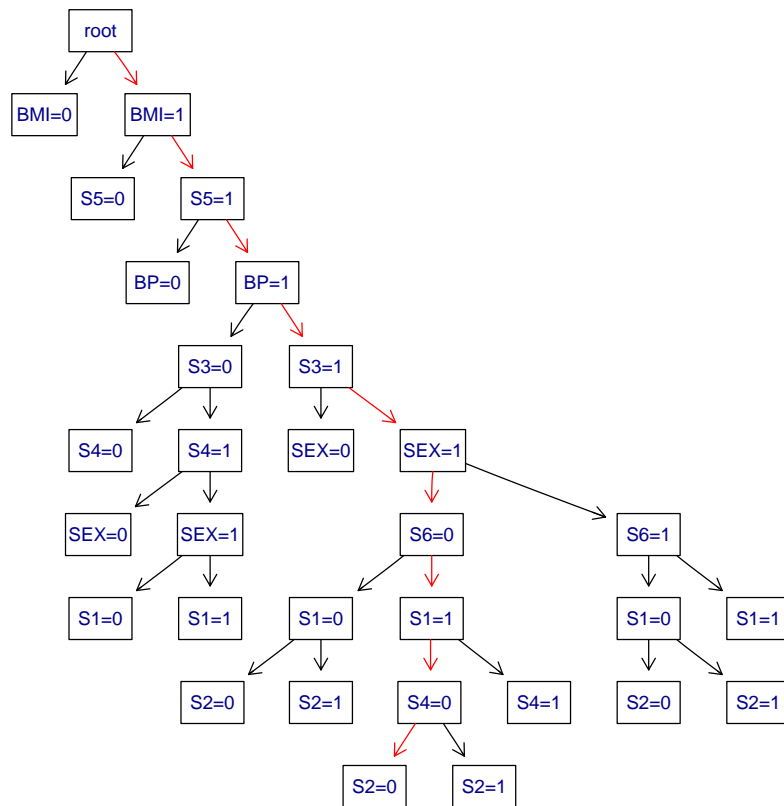 root
BMI=0 BMI=1
S5=0 S5=1
BP=0 BP=1
S3=0 S3=1
S4=0 S4=1 SEX=0 SEX=1
SEX=0 SEX=1 S6=0 S6=1
S1=0 S1=1 S1=0 S1=1 S1=0 S1=1
S2=0 S2=1 S4=0 S4=1 S2=0 S2=1
S2=0 S2=1